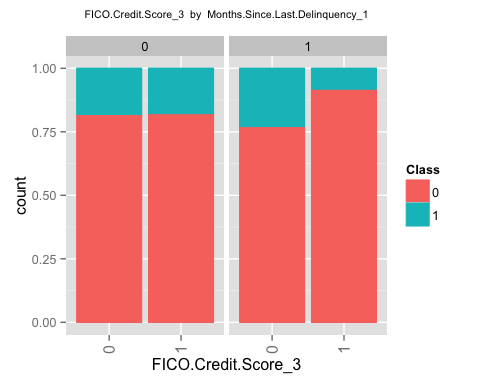 FICO.Credit.Score_3 by Months.Since.Last.Delinquency_1
0 1
1.00
0.75
0.50
0.25
0.00
count
0 1 0 1
FICO.Credit.Score_3
Class
0
1